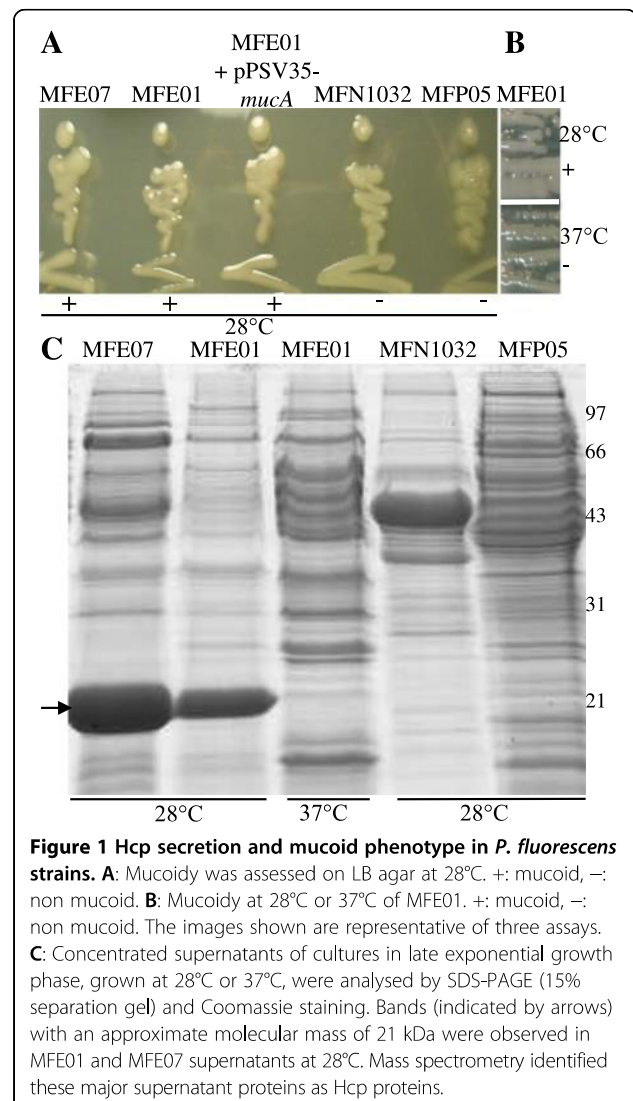 A
MFE01
B
+ pPSV35-
MFE07 MFE01 mucA MFN1032 MFP05 MFE01
28°C
+
37°C
-
+ + + - -
28°C
C MFE07 MFE01 MFE01 MFN1032 MFP05
97
66
43
31
21
28°C 37°C 28°C
Figure 1 Hcp secretion and mucoid phenotype in P. fluorescens
strains. A: Mucoidy was assessed on LB agar at 28°C. +: mucoid, −:
non mucoid. B: Mucoidy at 28°C or 37°C of MFE01. +: mucoid, −:
non mucoid. The images shown are representative of three assays.
C: Concentrated supernatants of cultures in late exponential growth
phase, grown at 28°C or 37°C, were analysed by SDS-PAGE (15%
separation gel) and Coomassie staining. Bands (indicated by arrows)
with an approximate molecular mass of 21 kDa were observed in
MFE01 and MFE07 supernatants at 28°C. Mass spectrometry identified
these major supernatant proteins as Hcp proteins.